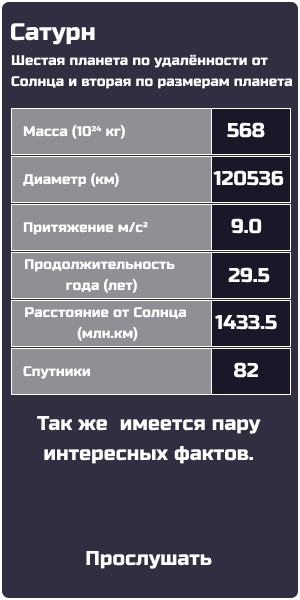 Сатурн
Шестая планета по удалённости от
Солнца и вторая по размерам планета
Масса (10²⁴ кг) 568
Диаметр (км) 120536
Притяжение м/с² 9.0
Продолжительность
года (лет) 29.5
Расстояние от Солнца
(млн.км) 1433.5
Спутники 82
Так же имеется пару
интересных фактов.
Прослушать